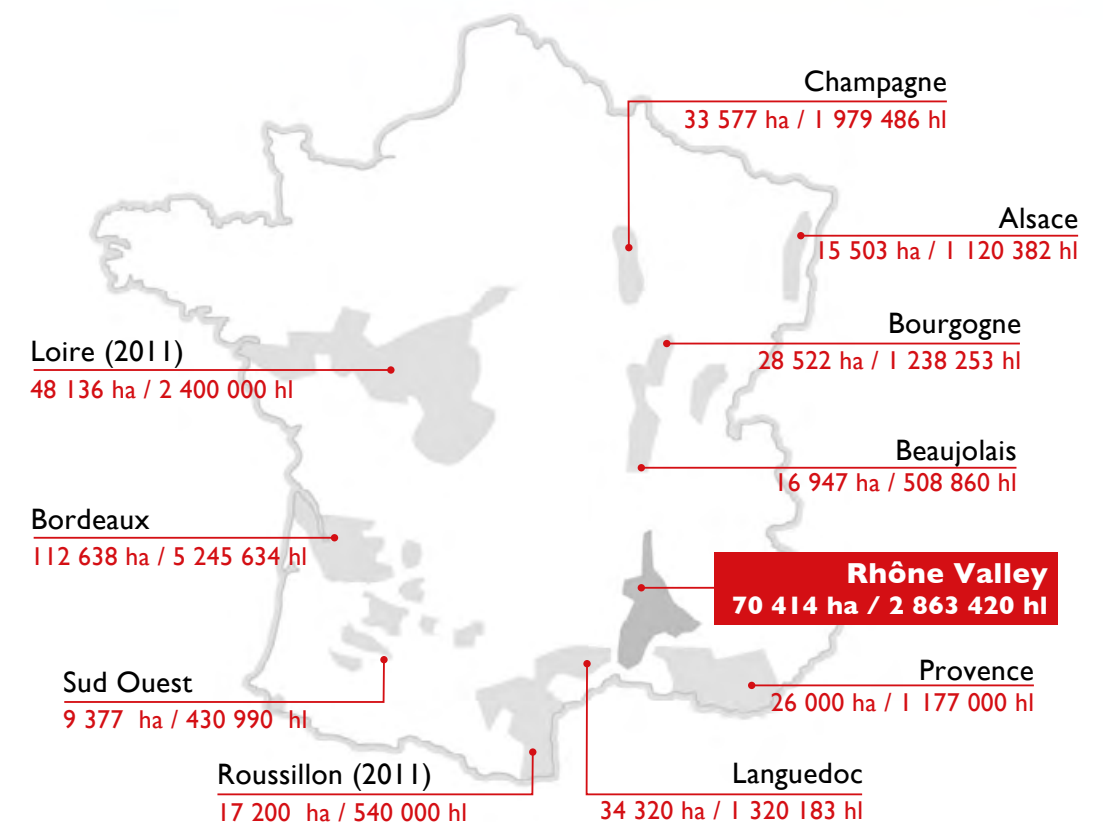 Champagne
33 577 ha / 1 979 486 hl
Alsace
15 503 ha / 1 120 382 hl
Bourgogne
28 522 ha / 1 238 253 hl
Loire (2011)
48 136 ha / 2 400 000 hl
Beaujolais
16 947 ha / 508 860 hl
Bordeaux
112 638 ha / 5 245 634 hl
Rhône Valley
70 414 ha / 2 863 420 hl
Provence
26 000 ha / 1 177 000 hl
Sud Ouest
9 377 ha / 430 990 hl
Roussillon (2011)
17 200 ha / 540 000 hl
Languedoc
34 320 ha / 1 320 183 hl